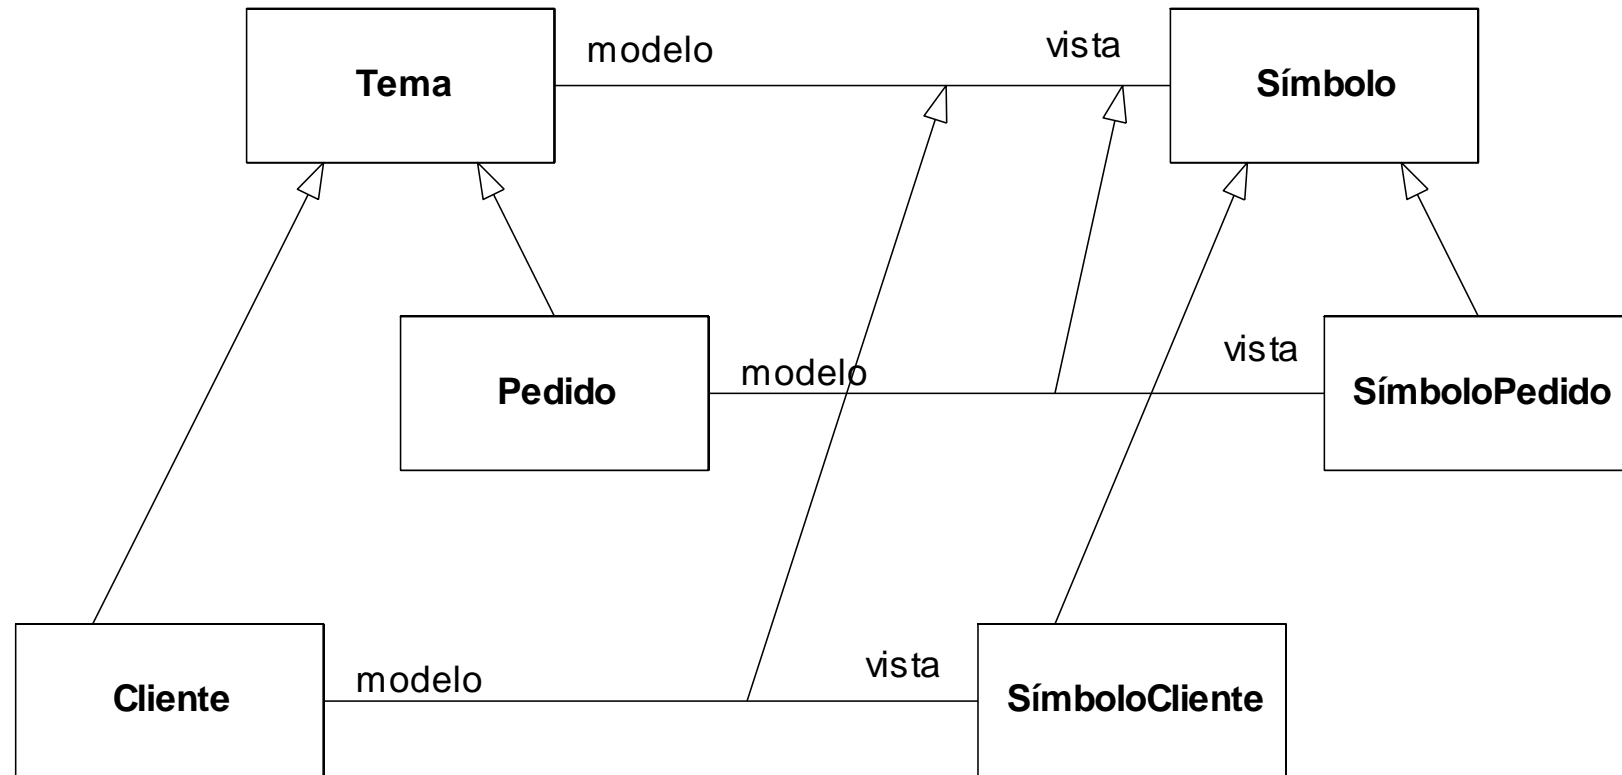 Tema
modelo
vista
Símbolo
Pedido
modelo
vista
SímboloPedido
Cliente
modelo
vista
SímboloCliente